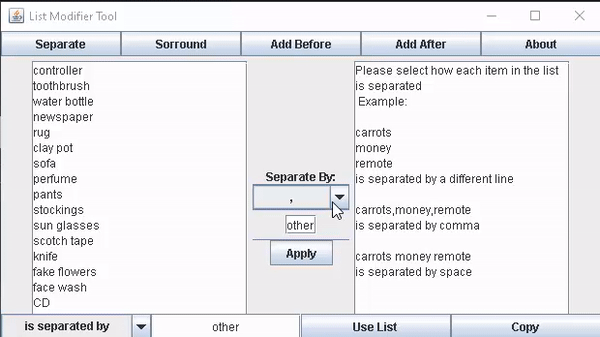 List Modifier Tool
Separate
Sorround
Add Before
Add After
About
controller
toothbrush
water bottle
newspaper
rug
clay pot
sofa
perfume
pants
stockings
sun glasses
scotch tape
knife
fake flowers
face wash
CD
Separate By:
,
other
Apply
Please select how each item in the list
is separated
Example:
carrots
money
remote
is separated by a different line
carrots,money,remote
is separated by comma
carrots money remote
is separated by space
is separated by
other
Use List
Copy